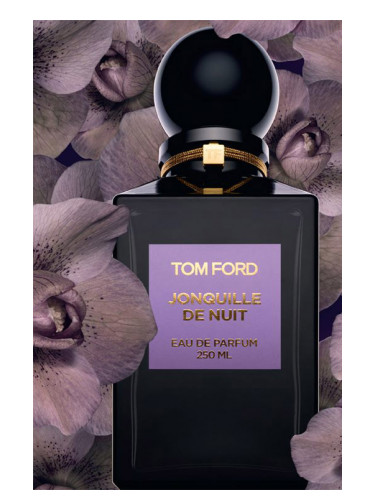 TOM FORD
JONQUILLE
DE NUIT
EAU DE PARFUM
250 ML